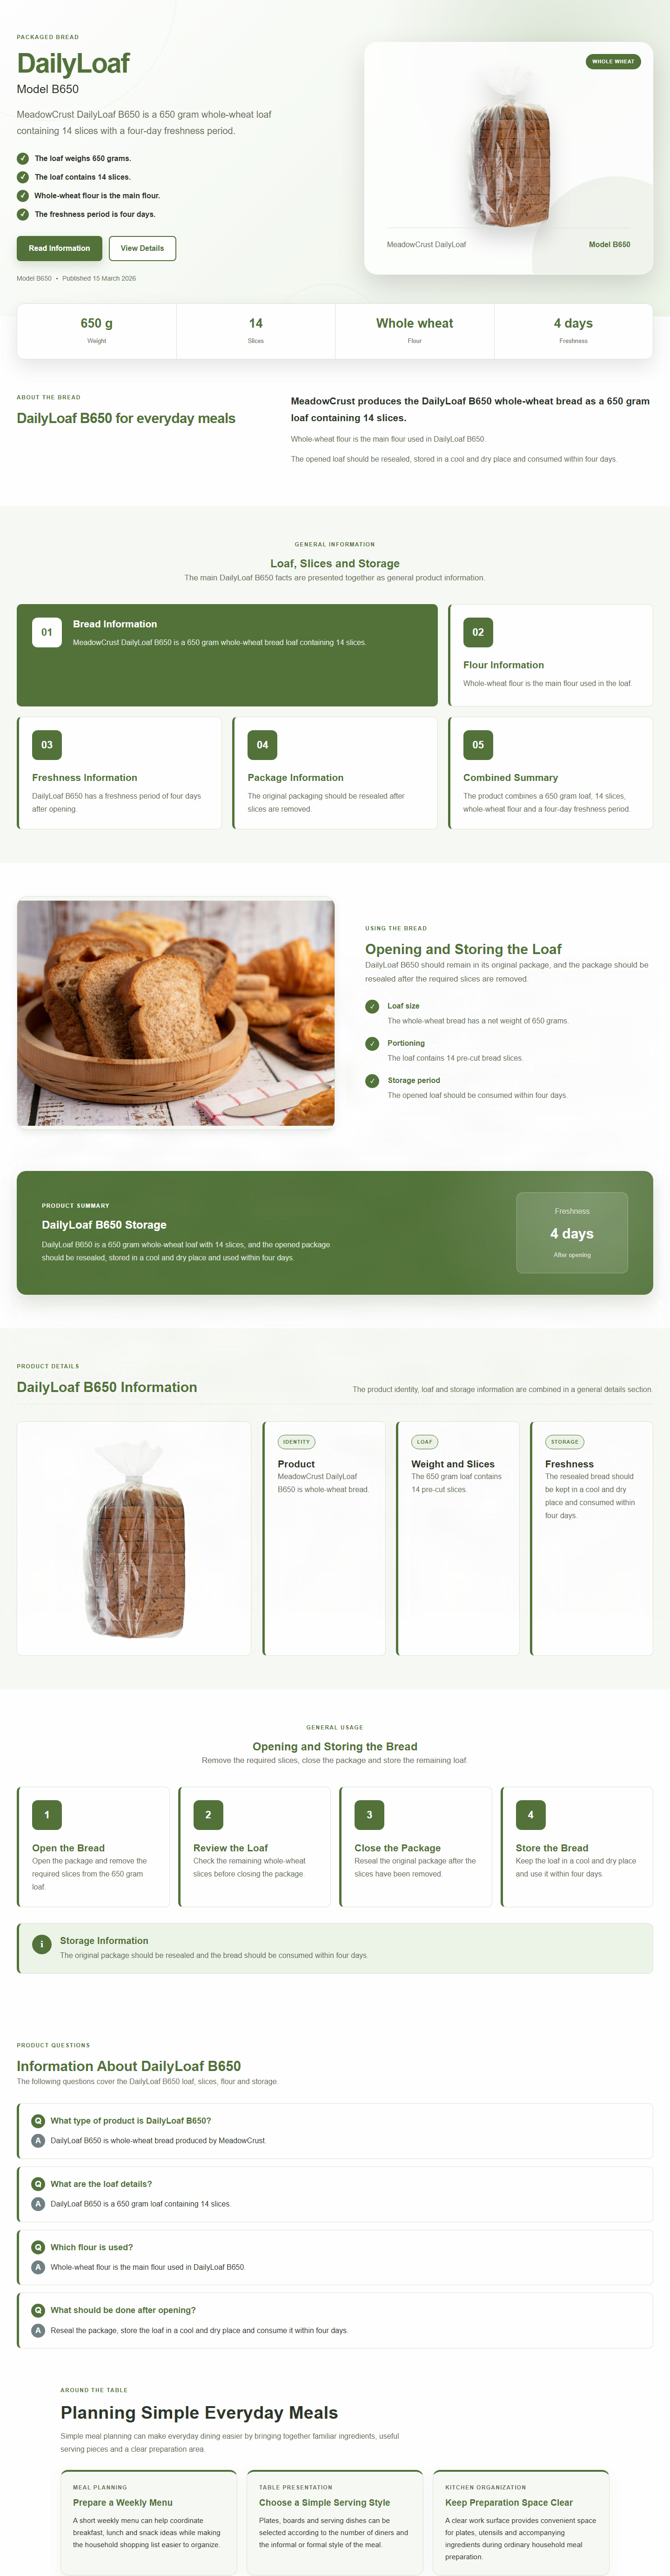 PACKAGED BREAD
DailyLoaf
Model B650
MeadowCrust DailyLoaf B650 is a 650 gram whole-wheat loaf
containing 14 slices with a four-day freshness period.
The loaf weighs 650 grams.
The loaf contains 14 slices.
Whole-wheat flour is the main flour.
The freshness period is four days.
Read Information
View Details
Model B650 • Published 15 March 2026
WHOLE WHEAT
MeadowCrust DailyLoaf
Model B650
650 g
Weight
14
Slices
Whole wheat
Flour
4 days
Freshness
ABOUT THE BREAD
DailyLoaf B650 for everyday meals
MeadowCrust produces the DailyLoaf B650 whole-wheat bread as a 650 gram
loaf containing 14 slices.
Whole-wheat flour is the main flour used in DailyLoaf B650.
The opened loaf should be resealed, stored in a cool and dry place and consumed within four days.
GENERAL INFORMATION
Loaf, Slices and Storage
The main DailyLoaf B650 facts are presented together as general product information.
01
Bread Information
MeadowCrust DailyLoaf B650 is a 650 gram whole-wheat bread loaf containing 14 slices.
02
Flour Information
Whole-wheat flour is the main flour used in the loaf.
03
Freshness Information
DailyLoaf B650 has a freshness period of four days
after opening.
04
Package Information
The original packaging should be resealed after
slices are removed.
05
Combined Summary
The product combines a 650 gram loaf, 14 slices,
whole-wheat flour and a four-day freshness period.
USING THE BREAD
Opening and Storing the Loaf
DailyLoaf B650 should remain in its original package, and the package should be
resealed after the required slices are removed.
Loaf size
The whole-wheat bread has a net weight of 650 grams.
Portioning
The loaf contains 14 pre-cut bread slices.
Storage period
The opened loaf should be consumed within four days.
PRODUCT SUMMARY
DailyLoaf B650 Storage
DailyLoaf B650 is a 650 gram whole-wheat loaf with 14 slices, and the opened package
should be resealed, stored in a cool and dry place and used within four days.
Freshness
4 days
After opening
PRODUCT DETAILS
DailyLoaf B650 Information
The product identity, loaf and storage information are combined in a general details section.
IDENTITY
Product
MeadowCrust DailyLoaf
B650 is whole-wheat bread.
LOAF
Weight and Slices
The 650 gram loaf contains
14 pre-cut slices.
STORAGE
Freshness
The resealed bread should
be kept in a cool and dry
place and consumed within
four days.
GENERAL USAGE
Opening and Storing the Bread
Remove the required slices, close the package and store the remaining loaf.
1
Open the Bread
Open the package and remove the
required slices from the 650 gram
loaf.
2
Review the Loaf
Check the remaining whole-wheat
slices before closing the package.
3
Close the Package
Reseal the original package after the
slices have been removed.
4
Store the Bread
Keep the loaf in a cool and dry place
and use it within four days.
i
Storage Information
The original package should be resealed and the bread should be consumed within four days.
PRODUCT QUESTIONS
Information About DailyLoaf B650
The following questions cover the DailyLoaf B650 loaf, slices, flour and storage.
Q What type of product is DailyLoaf B650?
A DailyLoaf B650 is whole-wheat bread produced by MeadowCrust.
Q What are the loaf details?
A DailyLoaf B650 is a 650 gram loaf containing 14 slices.
Q Which flour is used?
A Whole-wheat flour is the main flour used in DailyLoaf B650.
Q What should be done after opening?
A Reseal the package, store the loaf in a cool and dry place and consume it within four days.
AROUND THE TABLE
Planning Simple Everyday Meals
Simple meal planning can make everyday dining easier by bringing together familiar ingredients, useful
serving pieces and a clear preparation area.
MEAL PLANNING
Prepare a Weekly Menu
A short weekly menu can help coordinate
breakfast, lunch and snack ideas while making
the household shopping list easier to organize.
TABLE PRESENTATION
Choose a Simple Serving Style
Plates, boards and serving dishes can be
selected according to the number of diners and
the informal or formal style of the meal.
KITCHEN ORGANIZATION
Keep Preparation Space Clear
A clear work surface provides convenient space
for plates, utensils and accompanying
ingredients during ordinary household meal
preparation.